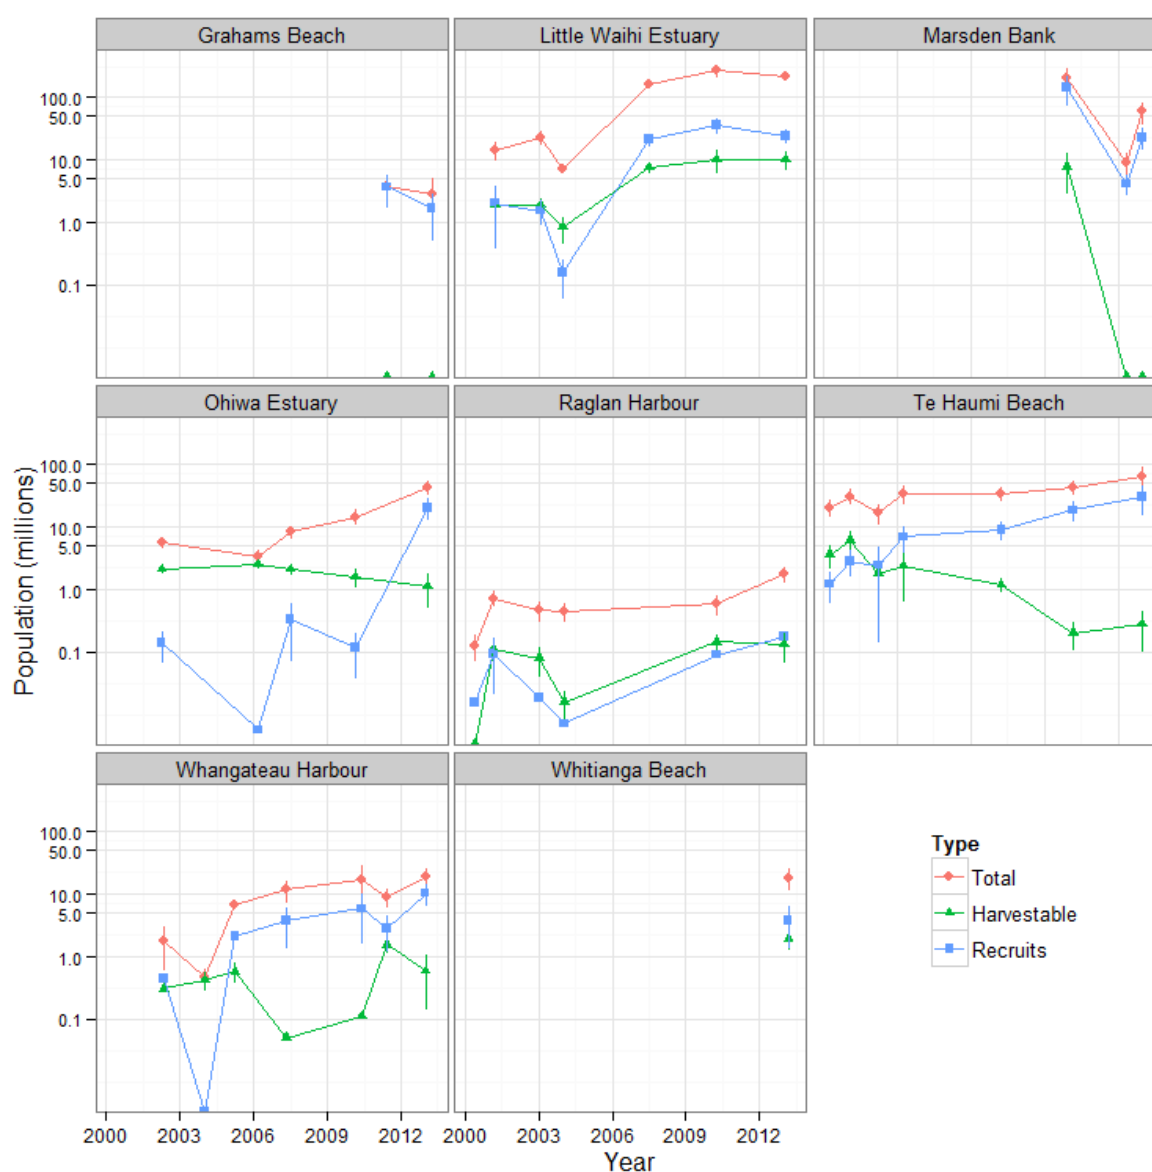 Grahams Beach
Little Waihi Estuary
Marsden Bank
100.0
50.0
10.0
5.0
1.0
0.1
Ohiwa Estuary
Raglan Harbour
Te Haumi Beach
Population (millions)
100.0
50.0
10.0
5.0
1.0
0.1
Whangateau Harbour
Whitianga Beach
100.0
50.0
10.0
5.0
1.0
0.1
Type
Total
Harvestable
Recruits
2000 2003 2006 2009 2012 2000 2003 2006 2009 2012
Year